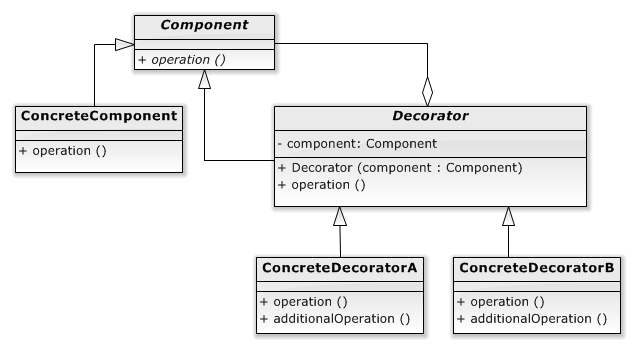 Component
+ operation ()
ConcreteComponent
+ operation ()
Decorator
- component: Component
+ Decorator (component : Component)
+ operation ()
ConcreteDecoratorA
+ operation ()
+ additionalOperation ()
ConcreteDecoratorB
+ operation ()
+ additionalOperation ()